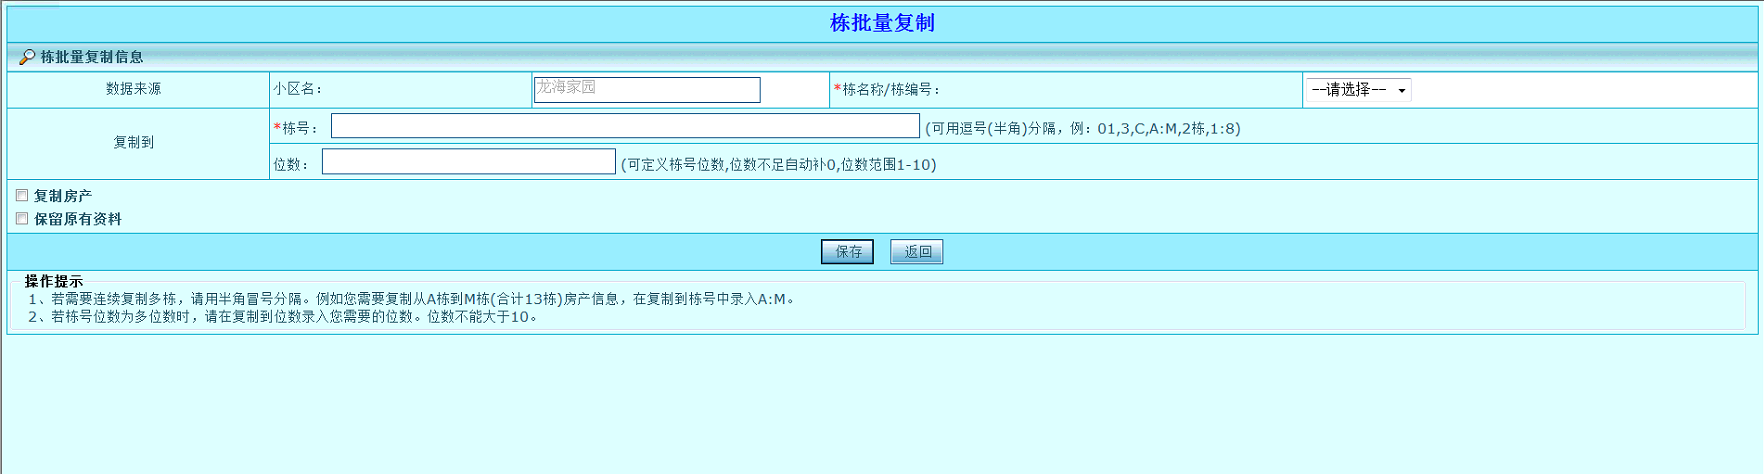 栋批量复制
栋批量复制信息
数据来源 小区名： 龙海家园 *栋名称/栋编号： --请选择--
复制到
*栋号： (可用逗号(半角)分隔，例：01,3,C,A:M,2栋,1:8)
位数： (可定义栋号位数,位数不足自动补0,位数范围1-10)
复制房产
保留原有资料
保存 返回
操作提示
1、若需要连续复制多栋，请用半角冒号分隔。例如您需要复制从A栋到M栋(合计13栋)房产信息，在复制到栋号中录入A:M。
2、若栋号位数为多位数时，请在复制到位数录入您需要的位数。位数不能大于10。